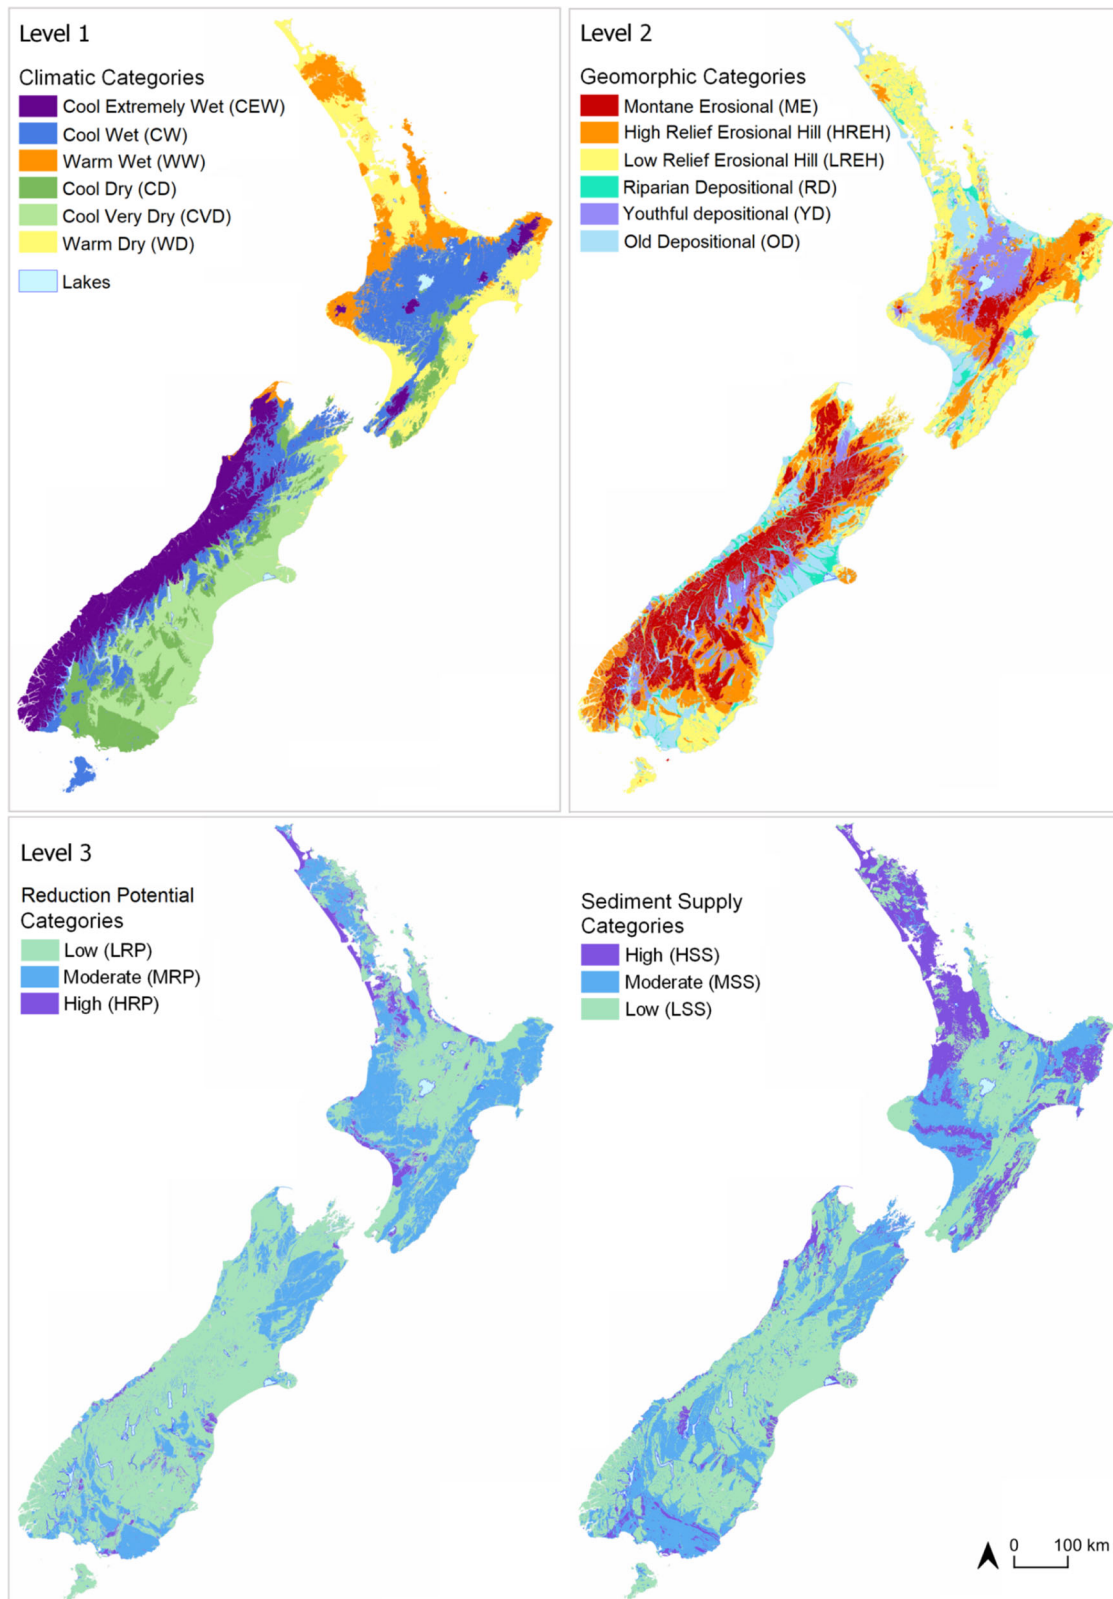 Level 1
Climatic Categories
Cool Extremely Wet (CEW)
Cool Wet (CW)
Warm Wet (WW)
Cool Dry (CD)
Cool Very Dry (CVD)
Warm Dry (WD)
Lakes
Level 2
Geomorphic Categories
Montane Erosional (ME)
High Relief Erosional Hill (HREH)
Low Relief Erosional Hill (LREH)
Riparian Depositional (RD)
Youthful depositional (YD)
Old Depositional (OD)
Level 3
Reduction Potential
Categories
Low (LRP)
Moderate (MRP)
High (HRP)
Sediment Supply
Categories
High (HSS)
Moderate (MSS)
Low (LSS)
0 100 km